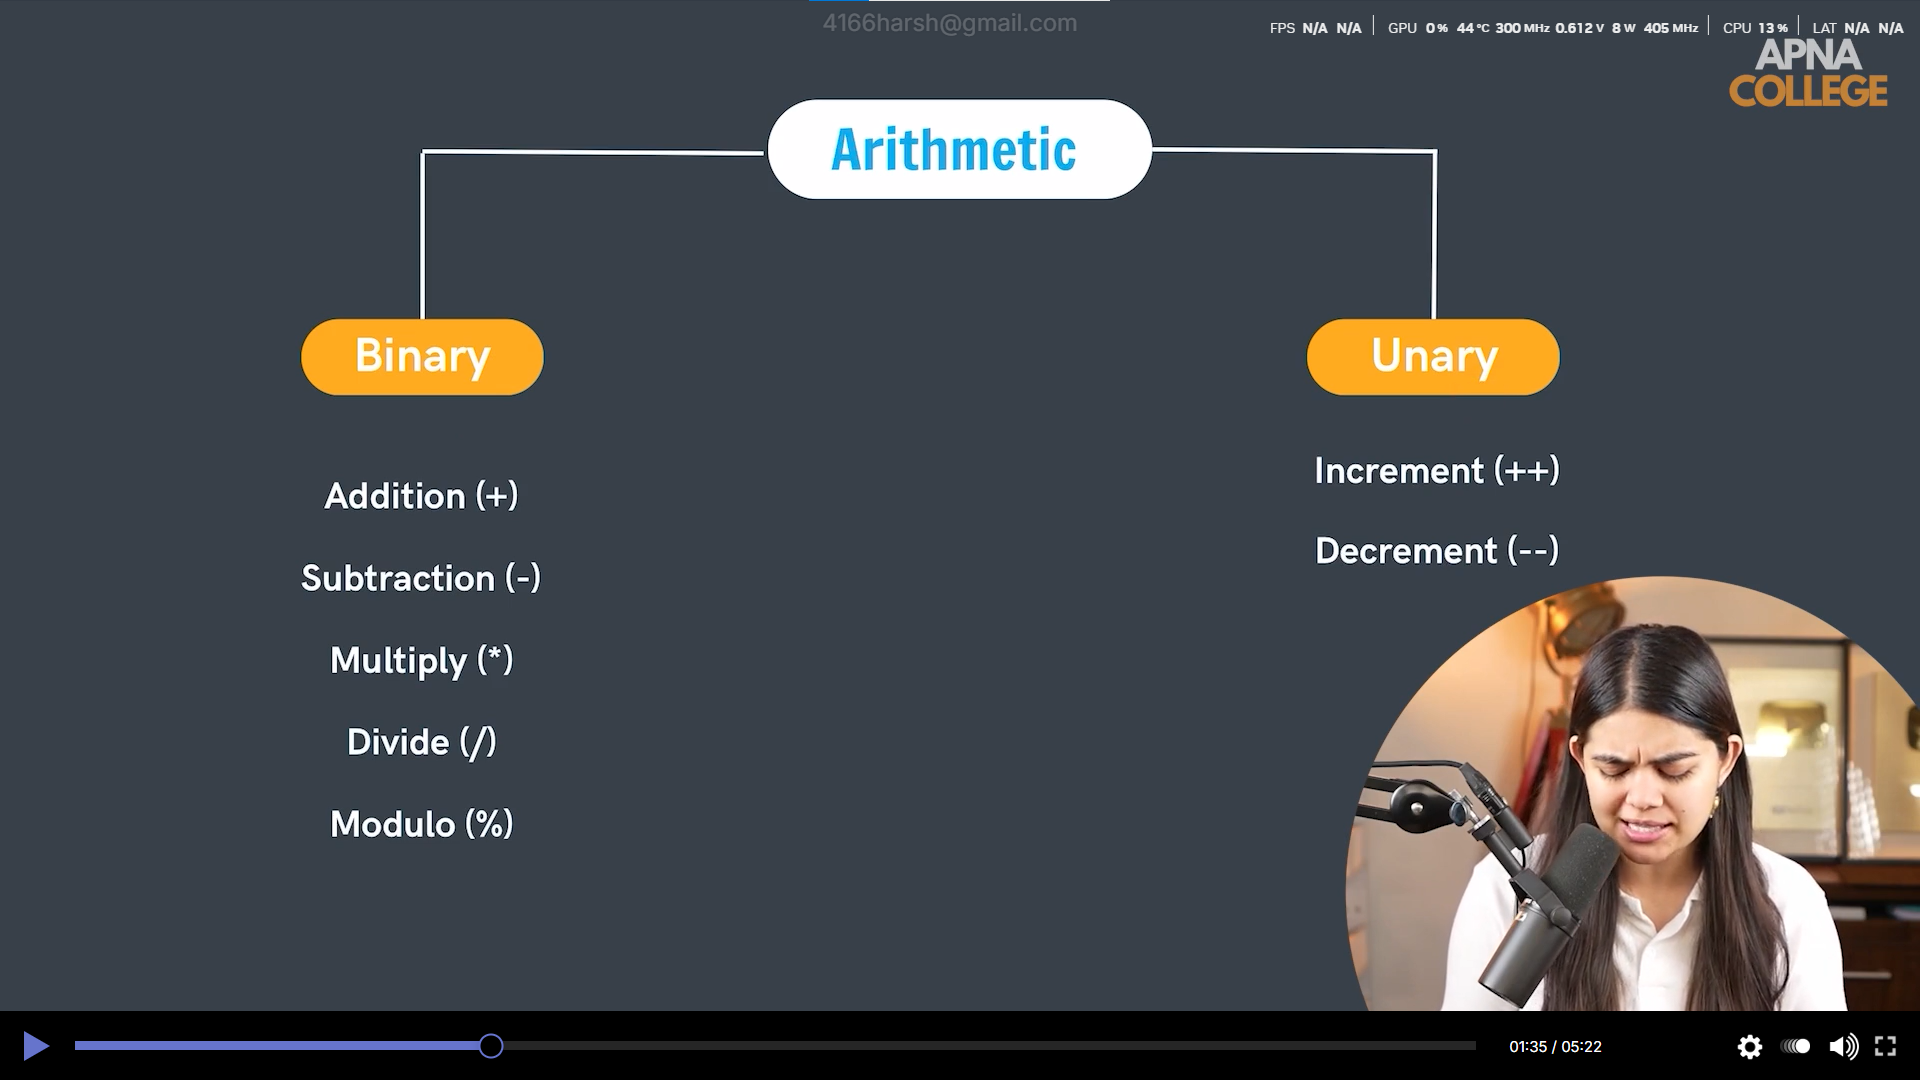 4166harsh@gmail.com
FPS N/A N/A GPU 0% 44°C 300 MHz 0.612 V 8 W 405 MHz CPU 13% LAT N/A N/A
APNA
COLLEGE
Arithmetic
Binary
Unary
Addition (+)
Subtraction (-)
Multiply (*)
Divide (/)
Modulo (%)
Increment (++)
Decrement (--)
01:35 / 05:22